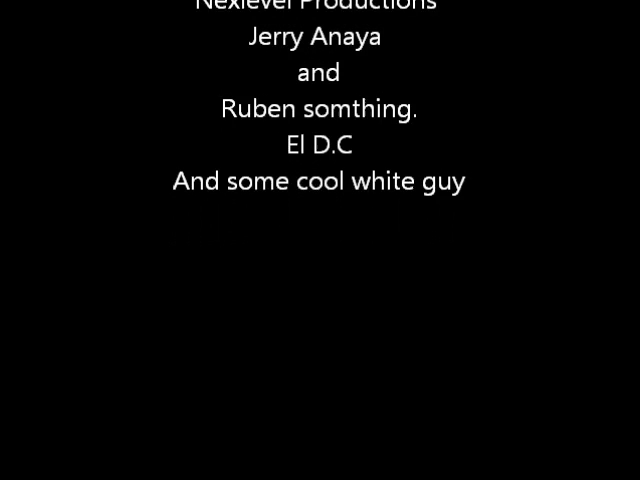 Nexlevel Productions
Jerry Anaya
and
Ruben somthing.
El D.C
And some cool white guy